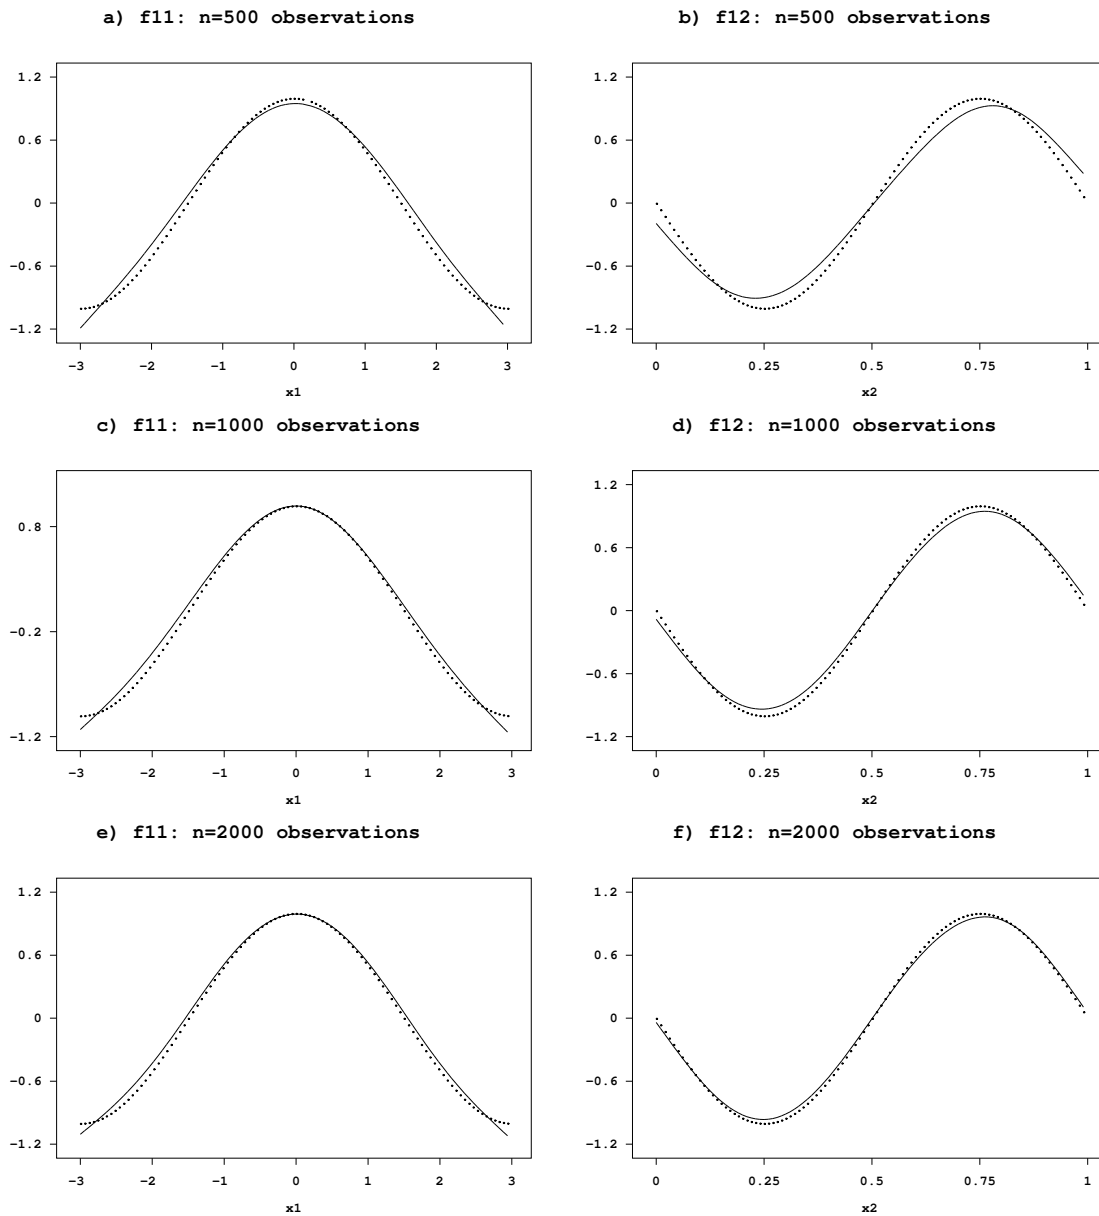 a) f11: n=500 observations
b) f12: n=500 observations
1.2
0.6
0
−0.6
−1.2
−3 −2 −1 0 1 2 3
x1
1.2
0.6
0
−0.6
−1.2
0 0.25 0.5 0.75 1
x2
c) f11: n=1000 observations
d) f12: n=1000 observations
0.8
−0.2
−1.2
−3 −2 −1 0 1 2 3
x1
1.2
0.6
0
−0.6
−1.2
0 0.25 0.5 0.75 1
x2
e) f11: n=2000 observations
f) f12: n=2000 observations
1.2
0.6
0
−0.6
−1.2
−3 −2 −1 0 1 2 3
x1
1.2
0.6
0
−0.6
−1.2
0 0.25 0.5 0.75 1
x2